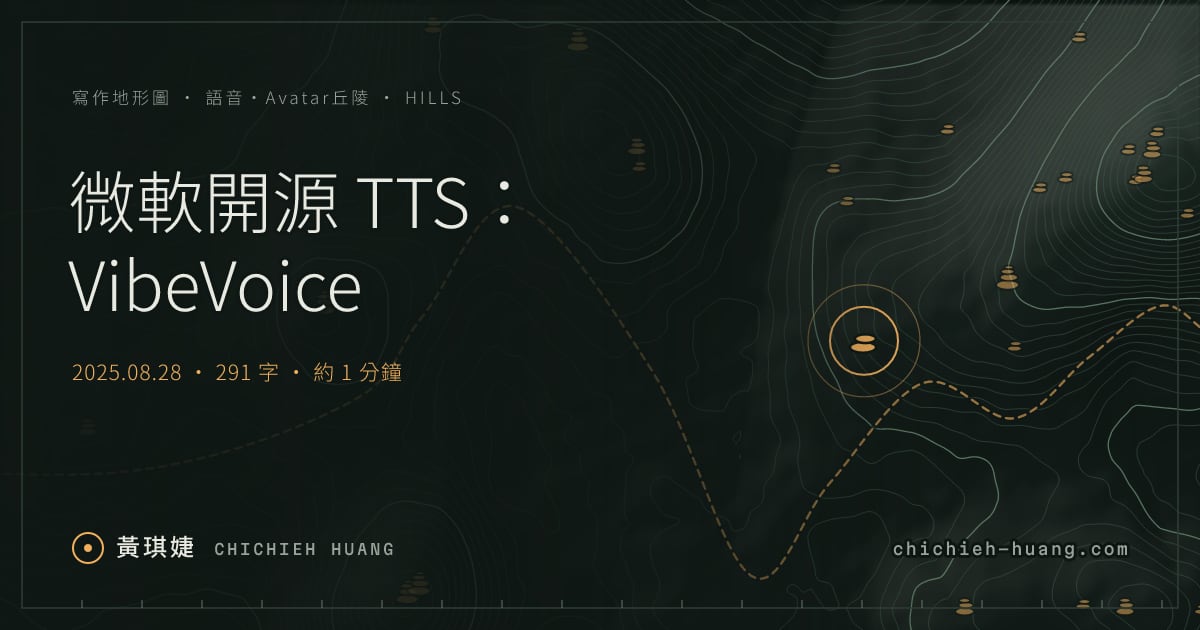 寫作地形圖 · 語音·Avatar丘陵 · HILLS
微軟開源 TTS：
VibeVoice
2025.08.28 · 291 字 · 約 1 分鐘
黃琪婕 CHICHIEH HUANG
chichieh-huang.com